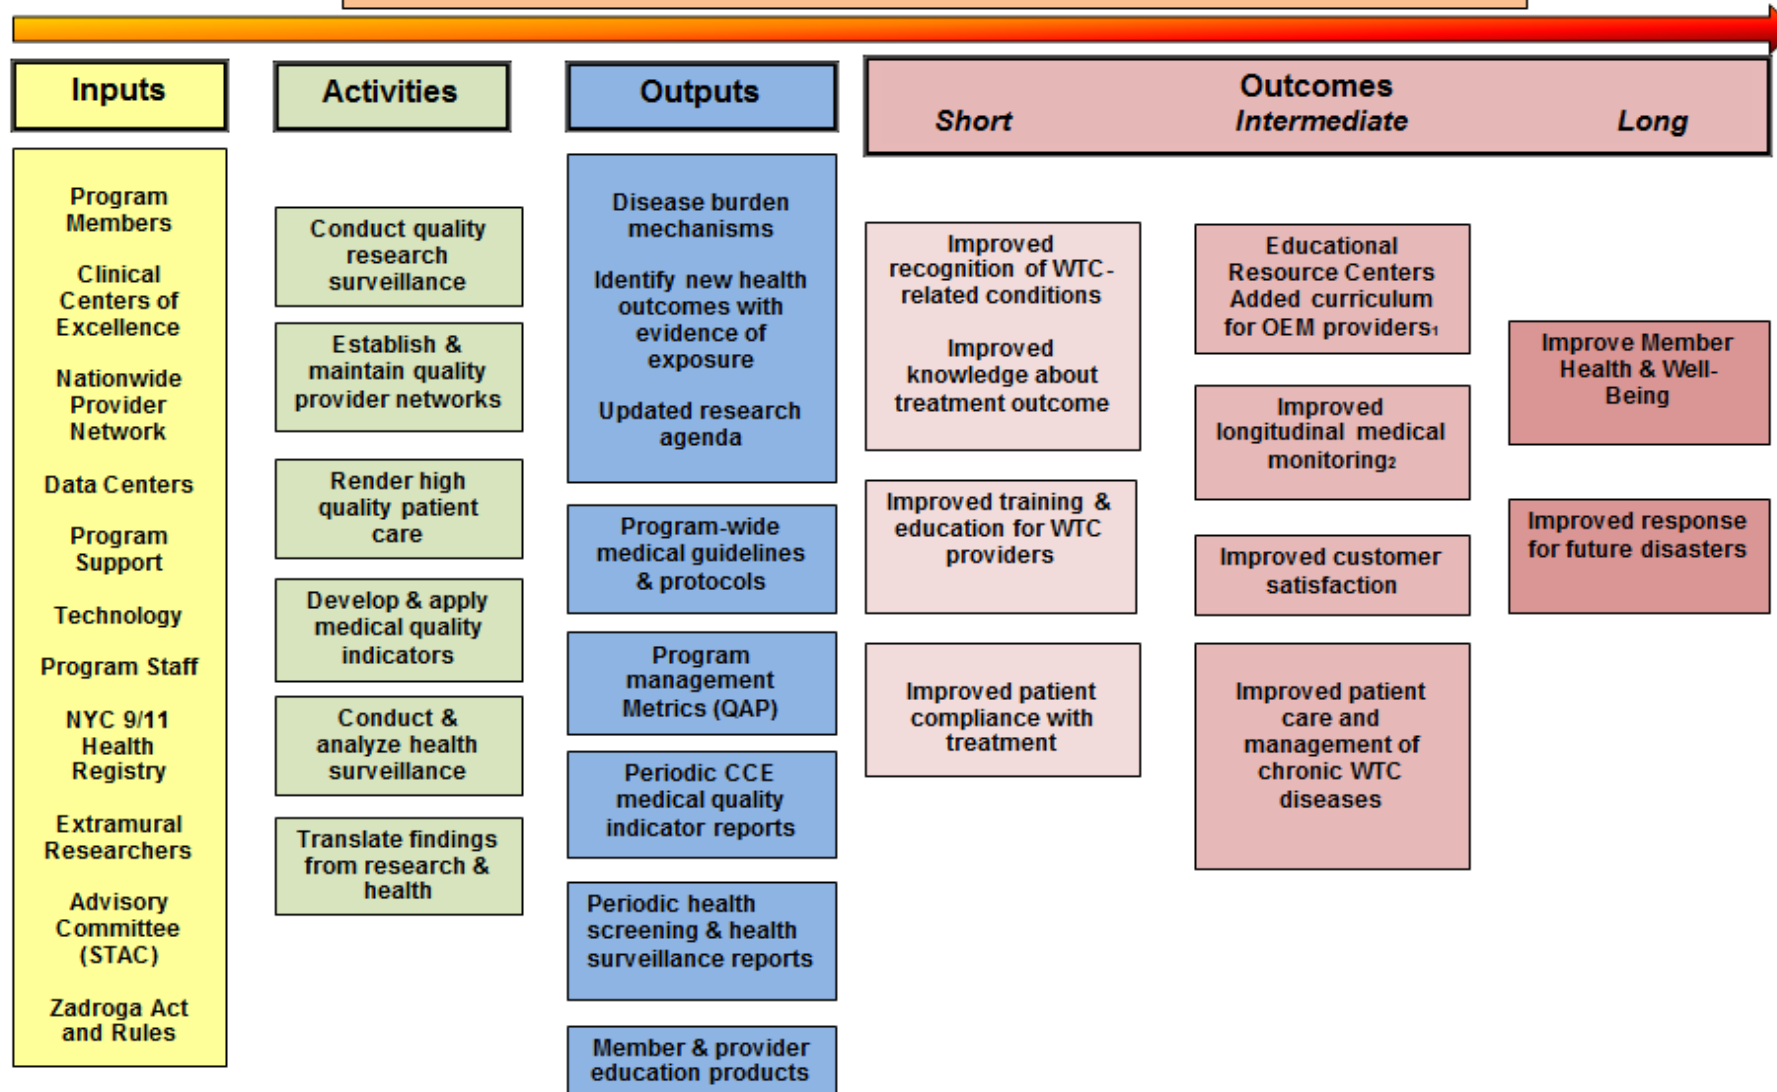 Inputs
Activities
Outputs
Outcomes
Short
Intermediate
Long
Program
Members
Clinical
Centers of
Excellence
Nationwide
Provider
Network
Data Centers
Program
Support
Technology
Program Staff
NYC 9/11
Health
Registry
Extramural
Researchers
Advisory
Committee
(STAC)
Zadroga Act
and Rules
Conduct quality
research
surveillance
Establish &
maintain quality
provider networks
Render high
quality patient
care
Develop & apply
medical quality
indicators
Conduct &
analyze health
surveillance
Translate findings
from research &
health
Disease burden
mechanisms
Identify new health
outcomes with
evidence of
exposure
Updated research
agenda
Program-wide
medical guidelines
& protocols
Program
management
Metrics (QAP)
Periodic CCE
medical quality
indicator reports
Periodic health
screening & health
surveillance reports
Member & provider
education products
Improved
recognition of WTC-
related conditions
Improved
knowledge about
treatment outcome
Improved training &
education for WTC
providers
Improved patient
compliance with
treatment
Educational
Resource Centers
Added curriculum
for OEM providers1
Improved
longitudinal medical
monitoring2
Improved customer
satisfaction
Improved patient
care and
management of
chronic WTC
diseases
Improve Member
Health & Well-
Being
Improved response
for future disasters